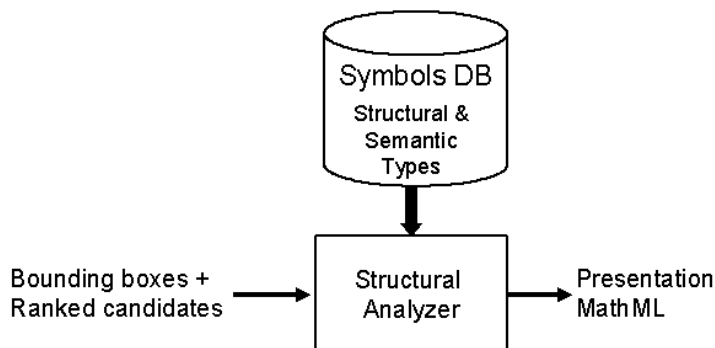 Symbols DB
Structural &
Semantic
Types
Bounding boxes +
Ranked candidates
Structural
Analyzer
Presentation
MathML